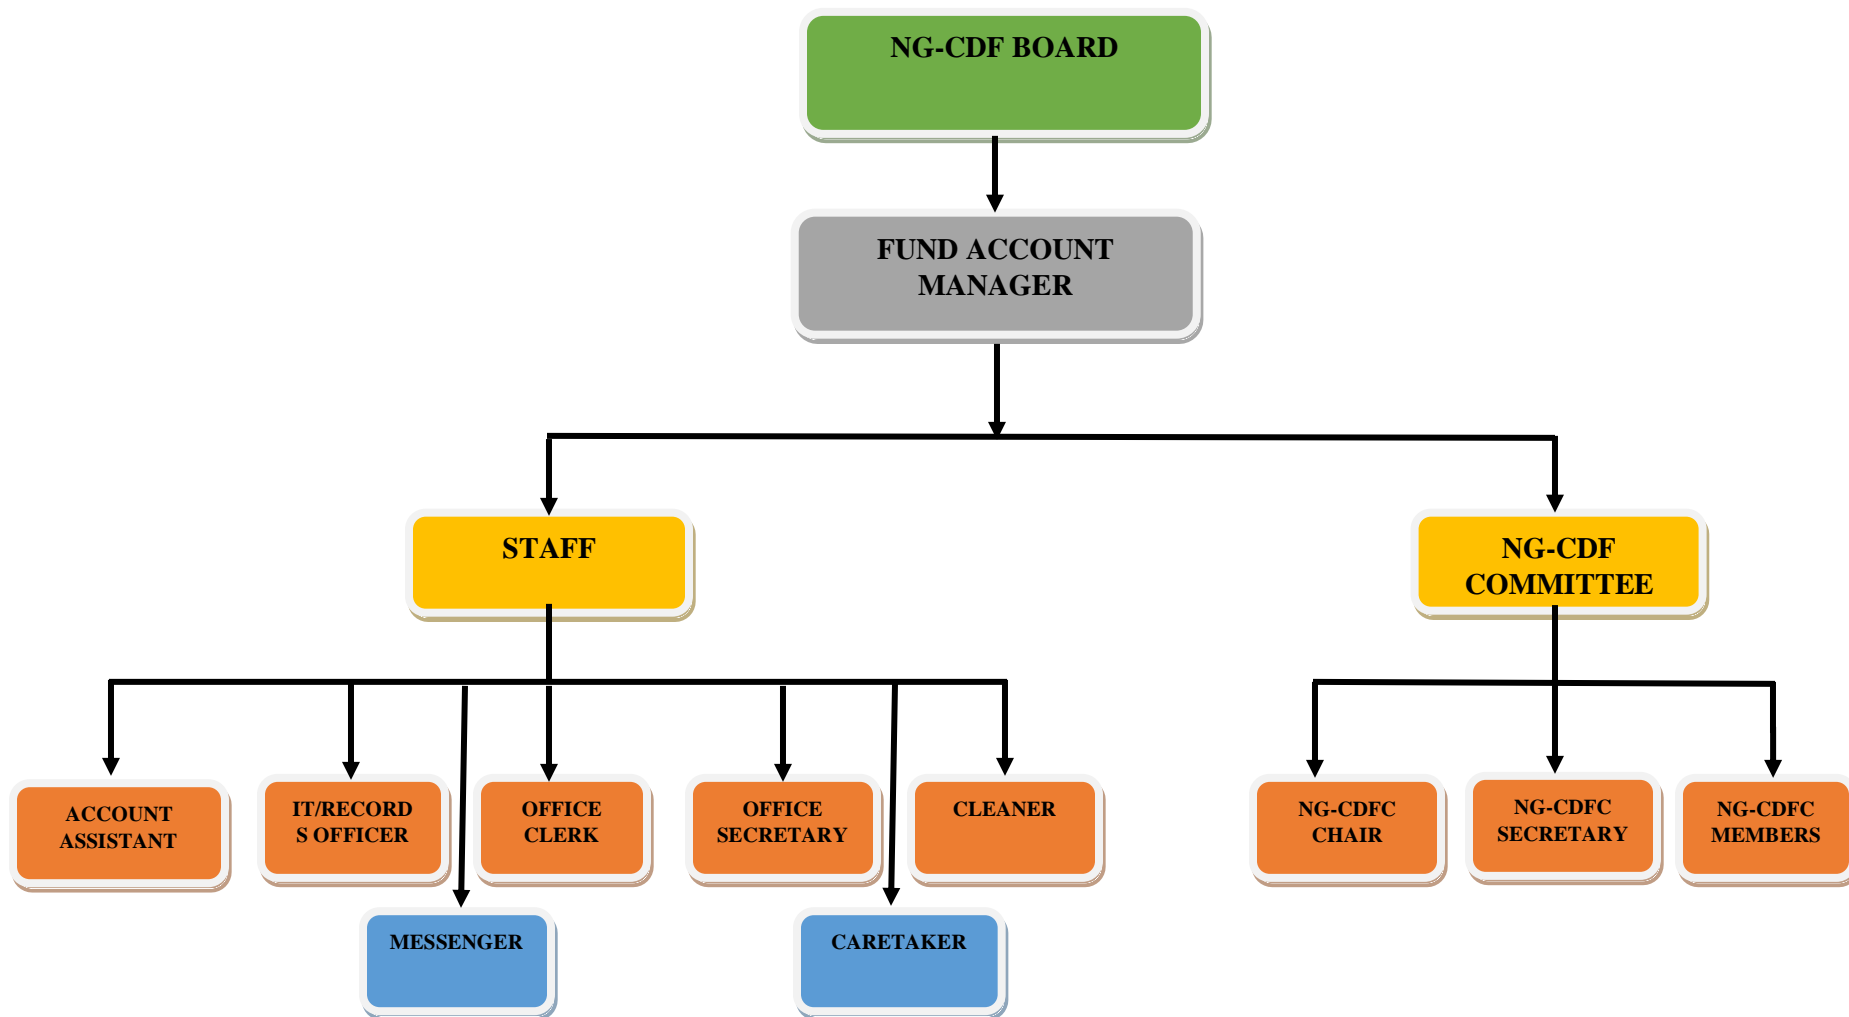 NG-CDF BOARD
FUND ACCOUNT
MANAGER
STAFF
NG-CDF
COMMITTEE
ACCOUNT
ASSISTANT
IT/RECORD
S OFFICER
OFFICE
CLERK
OFFICE
SECRETARY
CLEANER
NG-CDFC
CHAIR
NG-CDFC
SECRETARY
NG-CDFC
MEMBERS
MESSENGER
CARETAKER